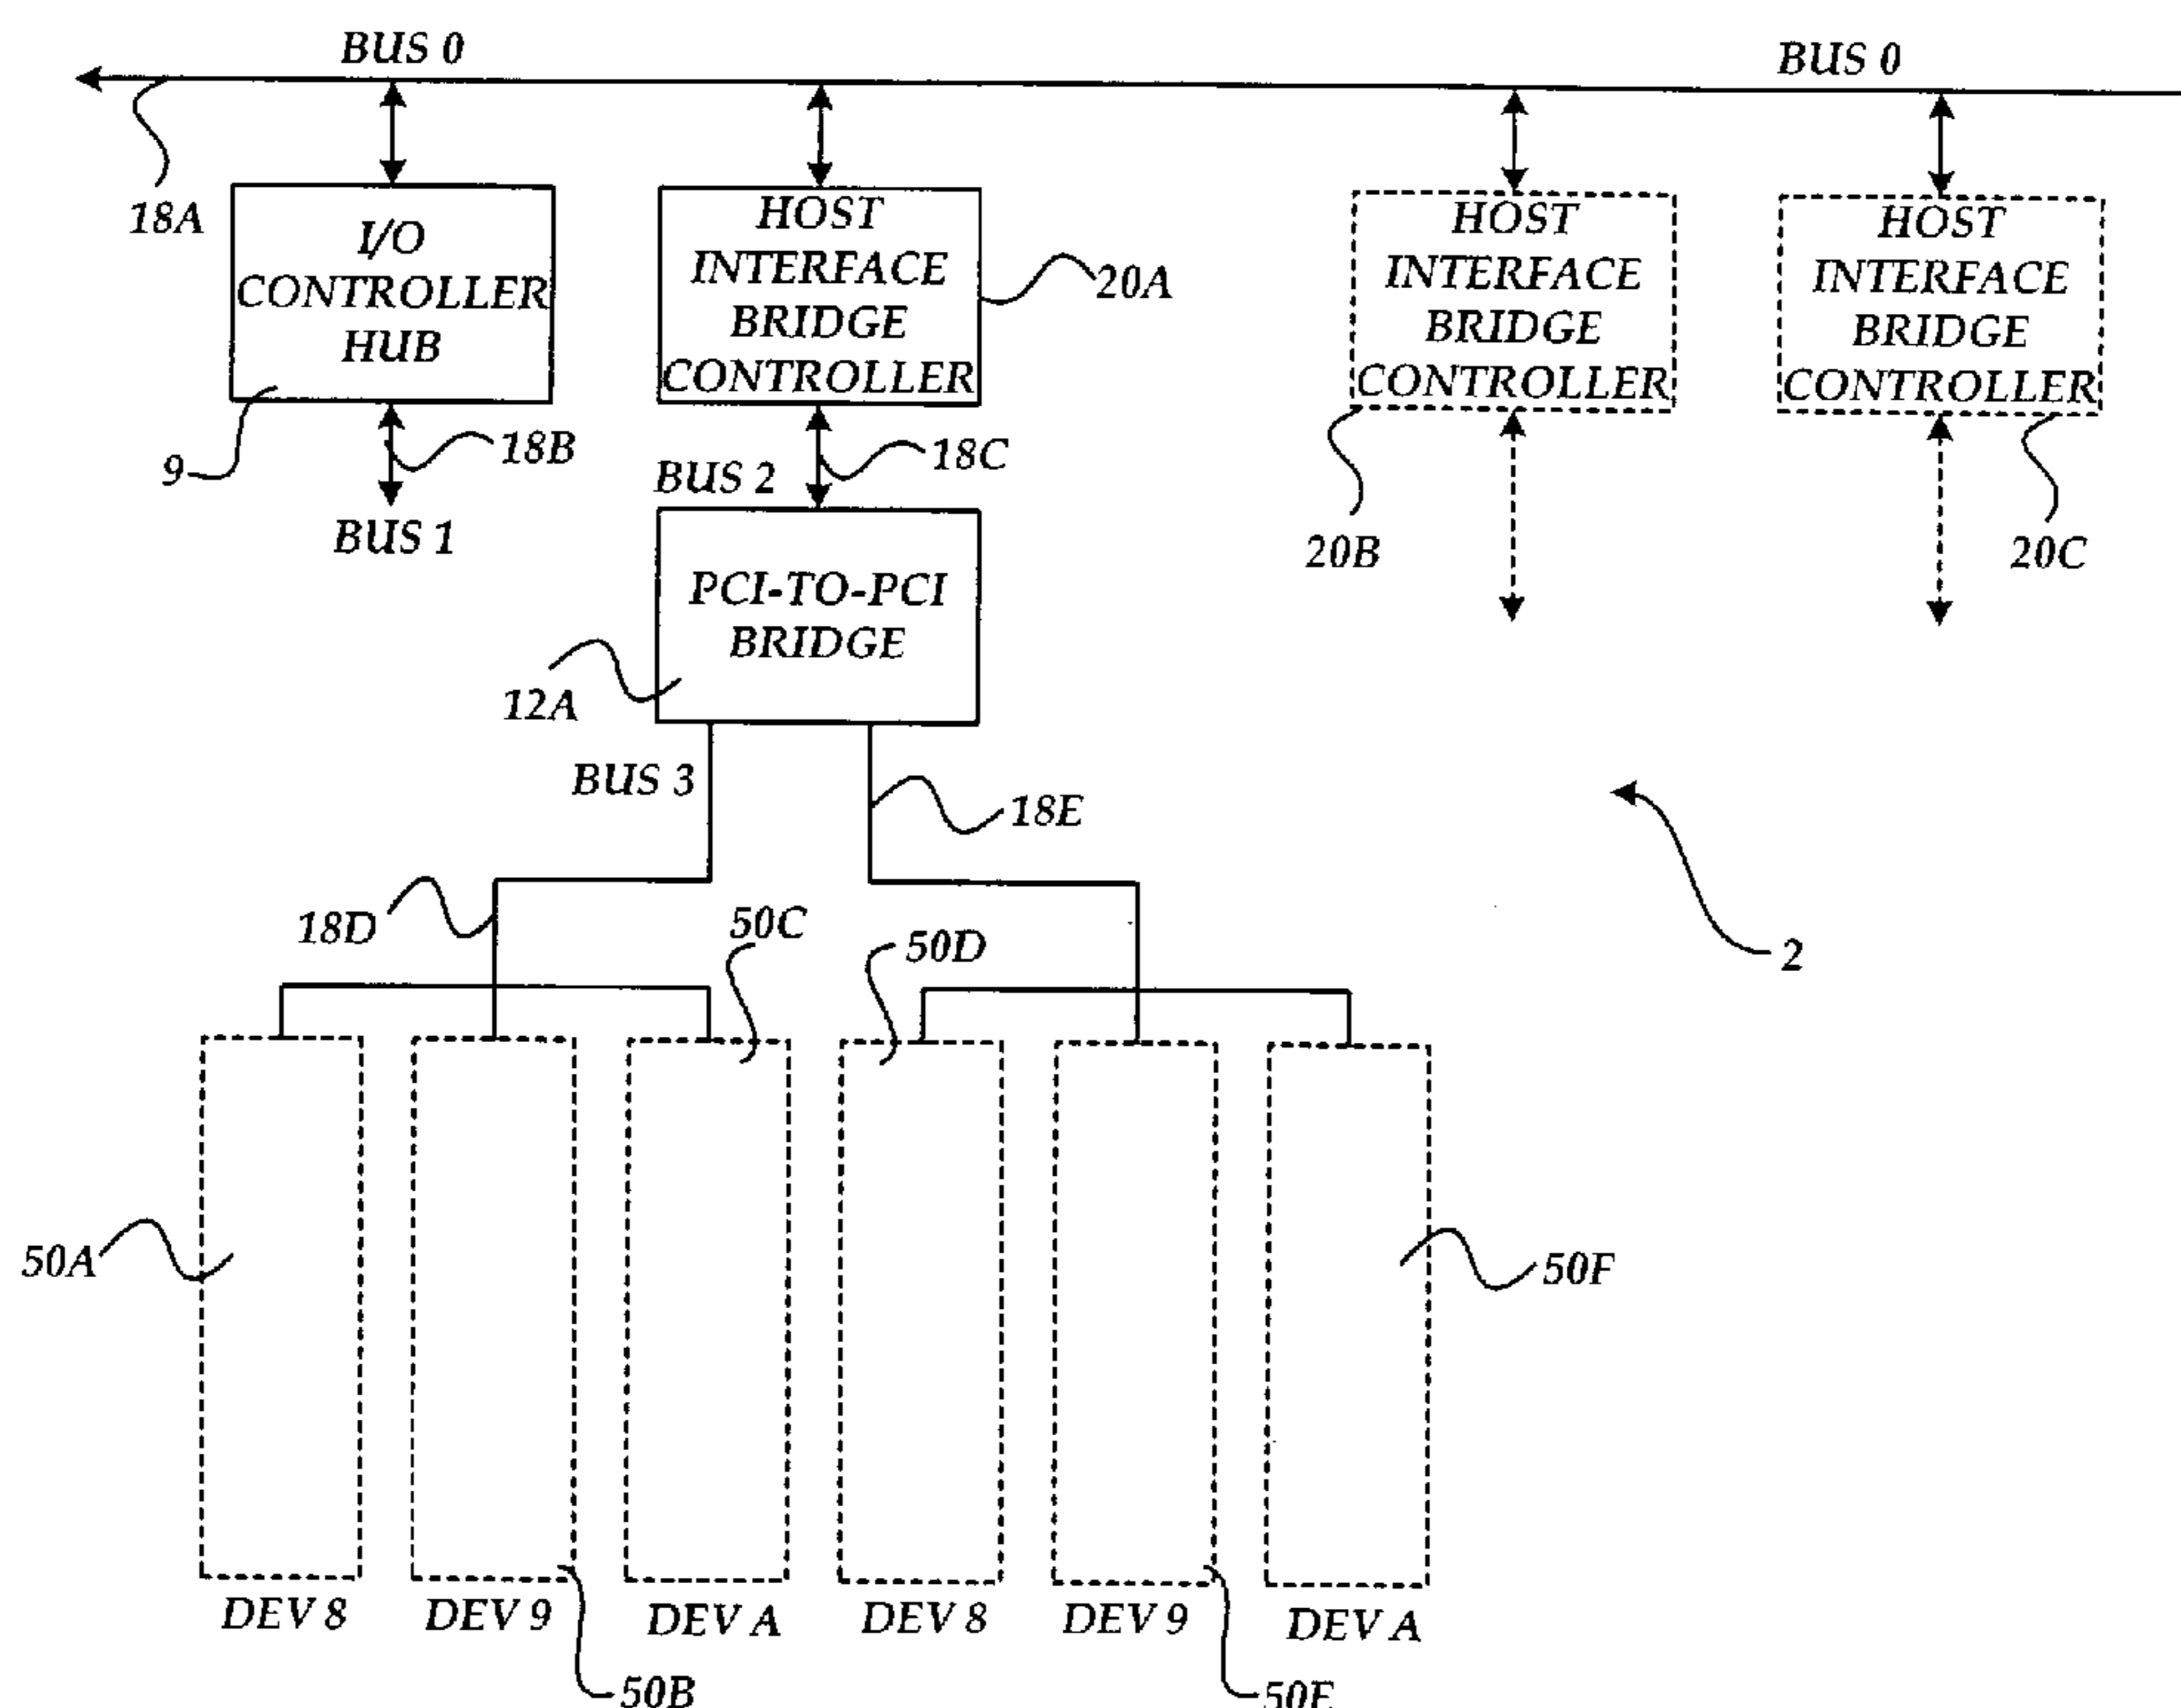 BUS 0
BUS 0
18A
I/O
CONTROLLER
HUB
HOST
INTERFACE
BRIDGE
CONTROLLER
20A
HOST
INTERFACE
BRIDGE
CONTROLLER
HOST
INTERFACE
BRIDGE
CONTROLLER
9
18B
BUS 1
BUS 2
18C
20B
20C
PCI-TO-PCI
BRIDGE
12A
BUS 3
18E
18D
50C
50D
2
50A
50F
DEV 8
DEV 9
DEV A
DEV 8
DEV 9
DEV A
50B
50E